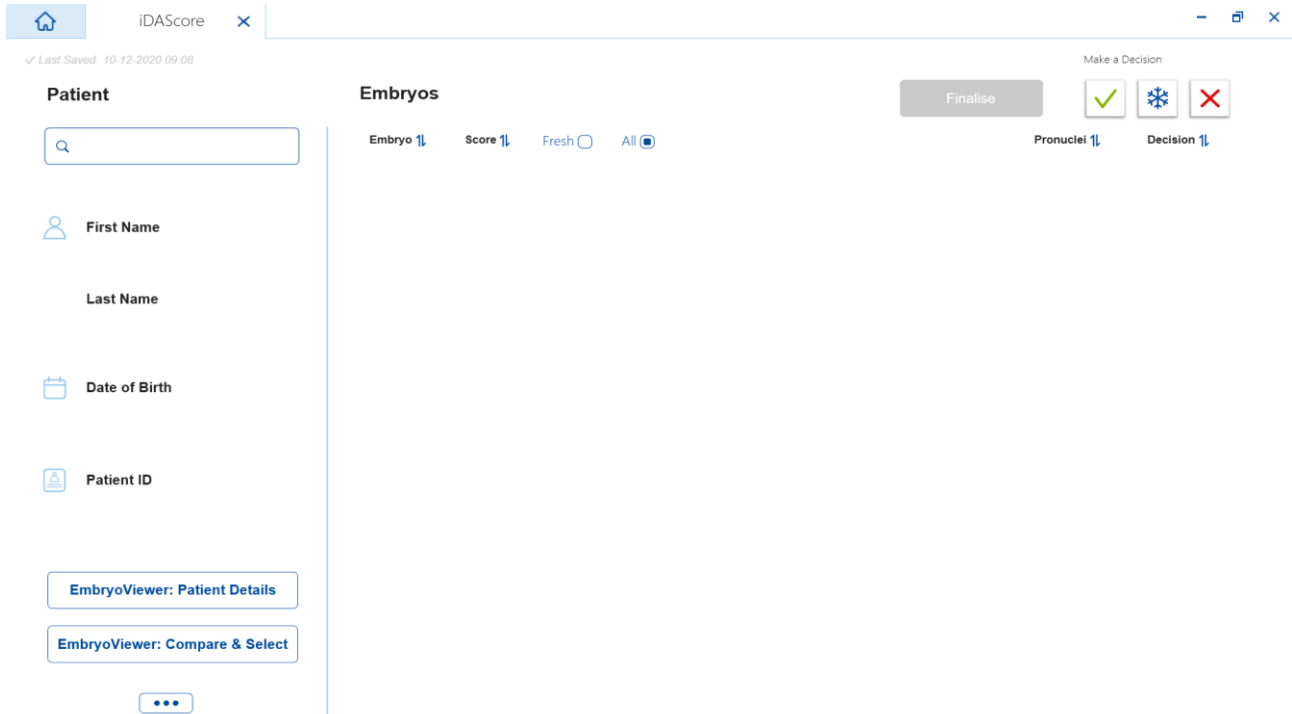 iDAScore
Last Saved 10-12-2020 09:08
Make a Decision
Patient
Embryos
Finalise
Embryo
Score
Fresh
All
Pronuclei
Decision
First Name
Last Name
Date of Birth
Patient ID
EmbryoViewer: Patient Details
EmbryoViewer: Compare & Select